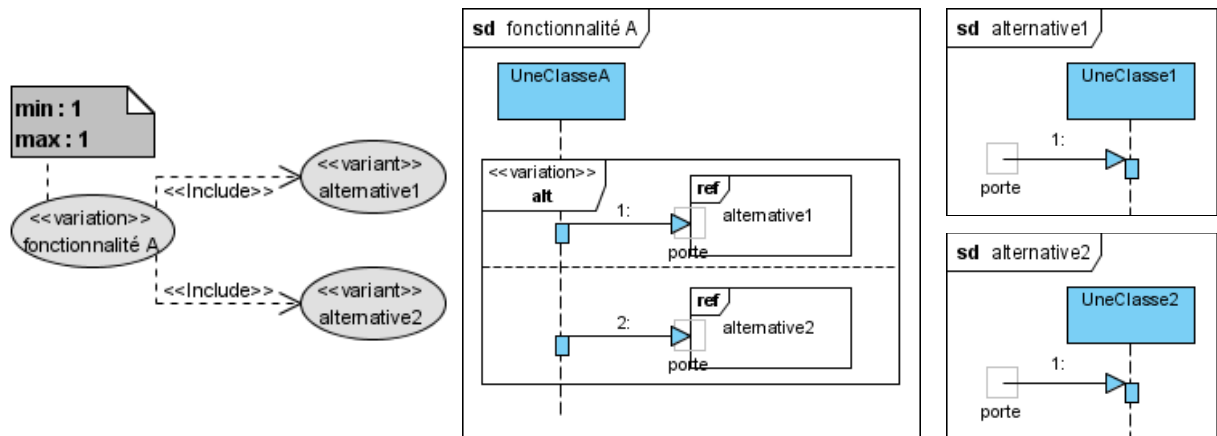 min : 1
max : 1
<<variation>>
fonctionnalité A
<<Include>>
<<Include>>
<<variant>>
alternative1
<<variant>>
alternative2
sd fonctionnalité A
UneClasseA
<<variation>>
alt
1:
ref
alternative1
porte
2:
ref
alternative2
porte
sd alternative1
UneClasse1
1:
porte
sd alternative2
UneClasse2
1:
porte